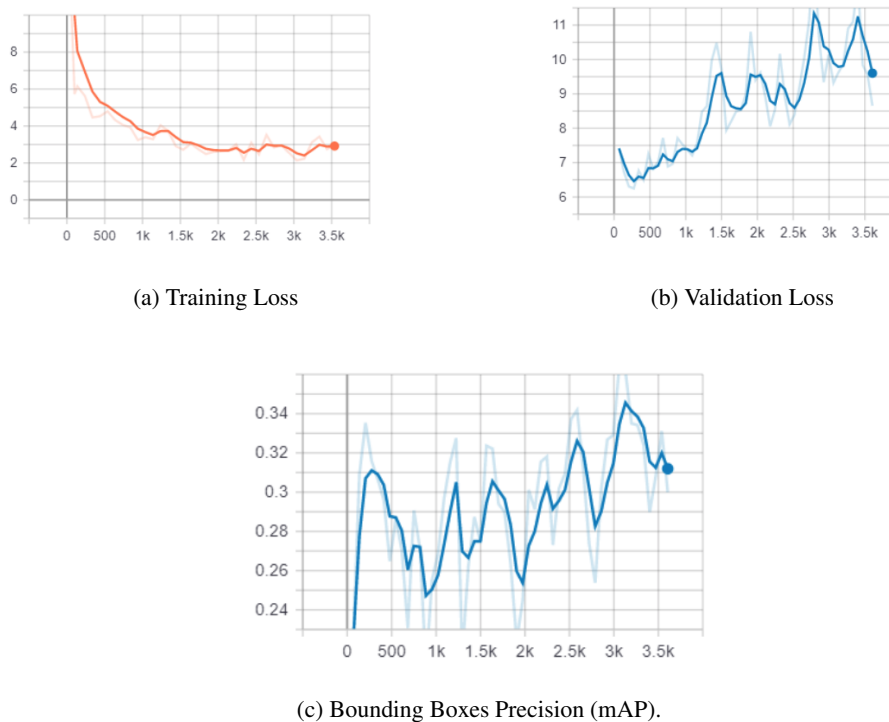 8
6
4
2
0
0 500 1k 1.5k 2k 2.5k 3k 3.5k
(a) Training Loss
11
10
9
8
7
6
0 500 1k 1.5k 2k 2.5k 3k 3.5k
(b) Validation Loss
0.34
0.32
0.3
0.28
0.26
0.24
0 500 1k 1.5k 2k 2.5k 3k 3.5k
(c) Bounding Boxes Precision (mAP).